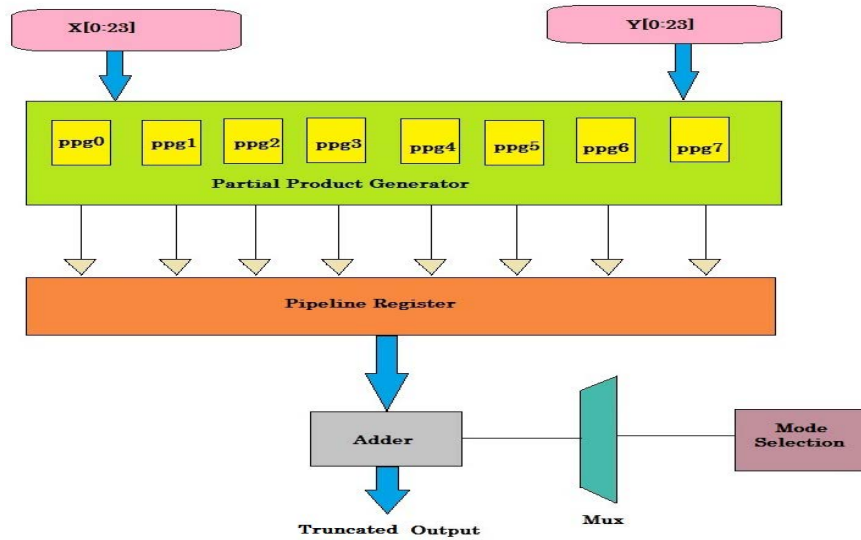 X[0:23]
Y[0:23]
ppg0
ppg1
ppg2
ppg3
ppg4
ppg5
ppg6
ppg7
Partial Product Generator
Pipeline Register
Adder
Mode
Selection
Mux
Truncated Output